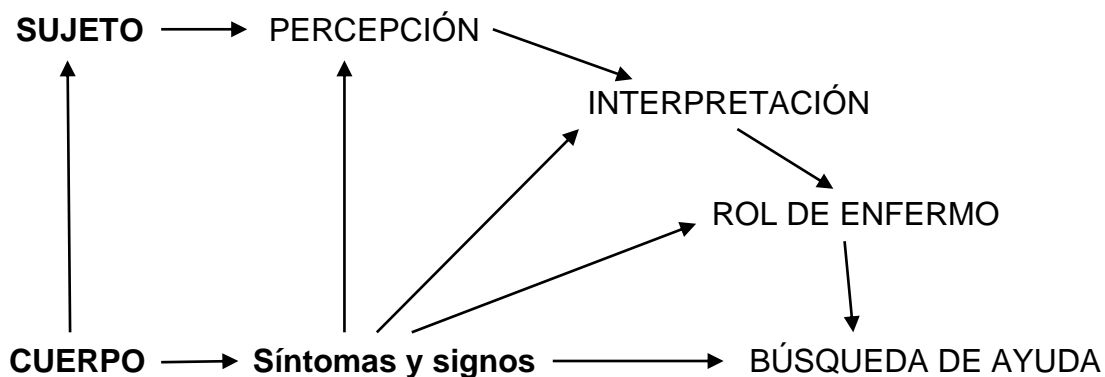 SUJETO PERCEPCIÓN
INTERPRETACIÓN
ROL DE ENFERMO
CUERPO Síntomas y signos BÚSQUEDA DE AYUDA